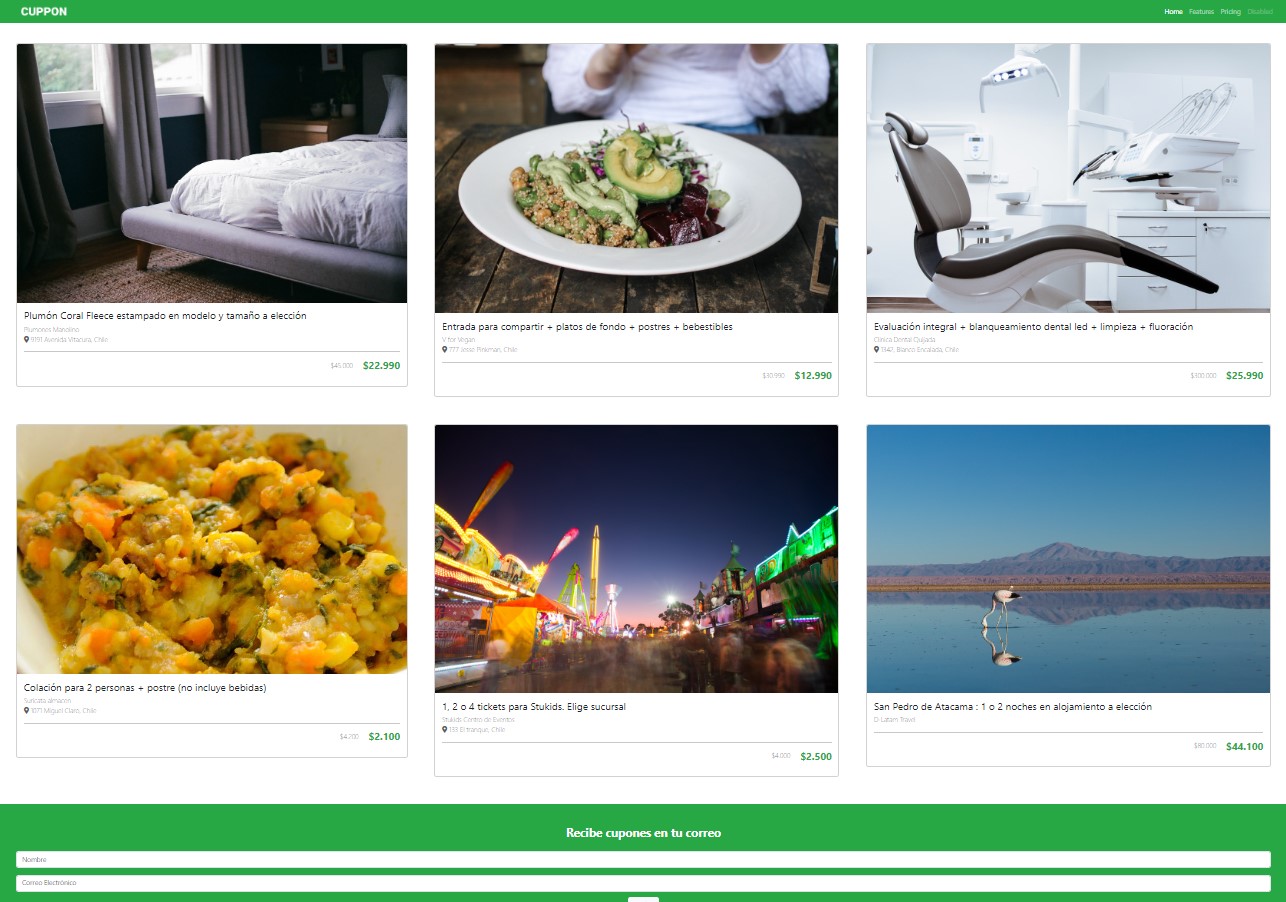 CUPPON
Home Features Pricing Disabled
Plumón Coral Fleece estampado en modelo y tamaño a elección
Plumones Mandino
9191 Avenida Vitacura, Chile
$45.000 $22.990
Entrada para compartir + platos de fondo + postres + bebestibles
V for Vegan
777 Jesse Pinkman, Chile
$30.990 $12.990
Evaluación integral + blanqueamiento dental led + limpieza + fluoración
Clínica Dental Quijada
1342, Blanco Encalada, Chile
$300.000 $25.990
Colación para 2 personas + postre (no incluye bebidas)
Suricata almacén
1071 Miguel Claro, Chile
$4.200 $2.100
1, 2 o 4 tickets para Stukids. Elige sucursal
Stukids Centro de Eventos
133 El tranque, Chile
$4.000 $2.500
San Pedro de Atacama : 1 o 2 noches en alojamiento a elección
D-Latam Travel
$80.000 $44.100
Recibe cupones en tu correo
Nombre
Correo Electrónico